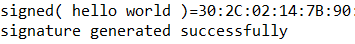 signed( hello world )=30:2C:02:14:7B:90:
signature generated successfully